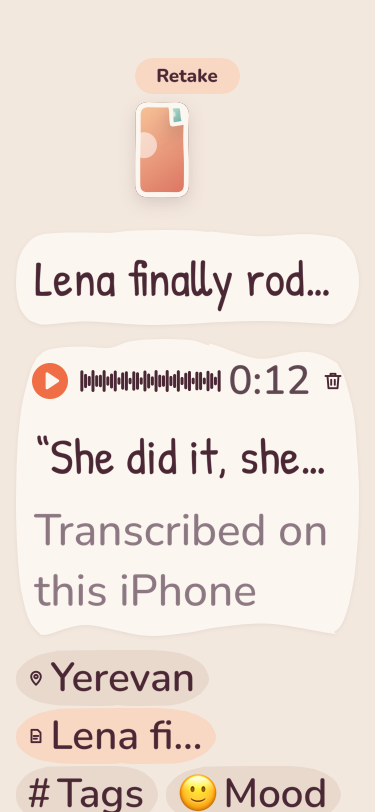 Retake
Lena finally rod...
0:12
“She did it, she...
Transcribed on
this iPhone
Yerevan
Lena fi...
# Tags
Mood